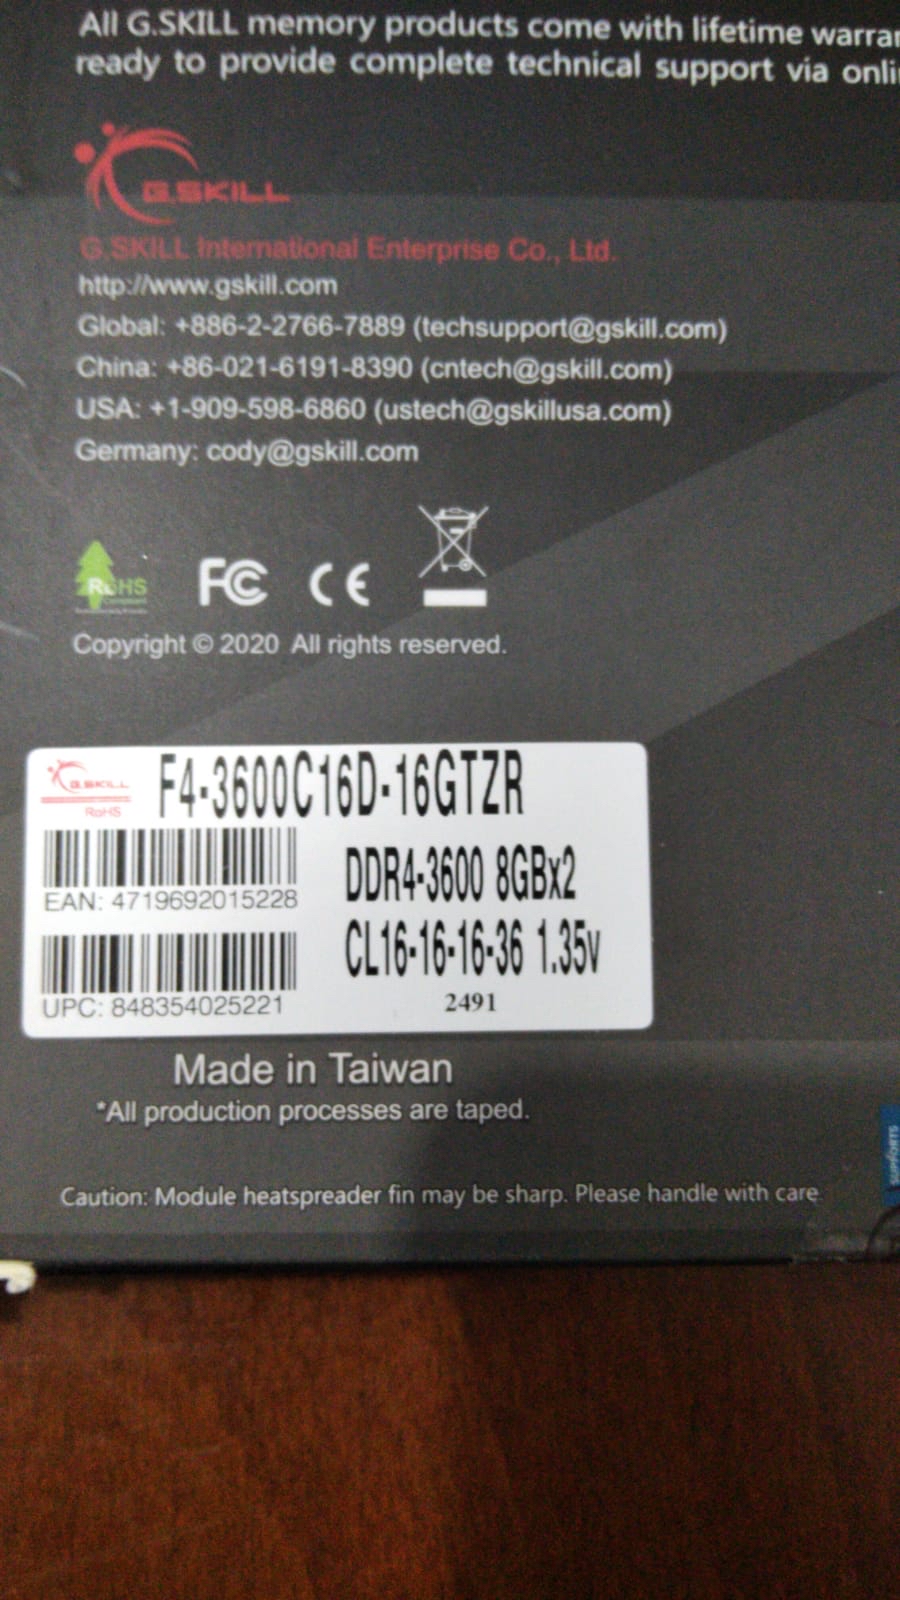 All G.SKILL memory products come with lifetime
ready to provide complete technical support via
G.SKILL
G.SKILL International Enterprise Co., Ltd.
http://www.gskill.com
Global: +886-2-2766-7889 (techsupport@gskill.com)
China: +86-021-6191-8390 (cntech@gskill.com)
USA: +1-909-598-6860 (ustech@gskillusa.com)
Germany: cody@gskill.com
RoHS
FC CE
Copyright © 2020 All rights reserved.
G.SKILL
RoHS
F4-3600C16D-16GTZR
EAN: 4719692015228
DDR4-3600 8GBx2
CL16-16-16-36 1.35v
UPC: 848354025221
2491
Made in Taiwan
*All production processes are taped.
SUPPORTS
Caution: Module heatspreader fin may be sharp. Please handle with care.